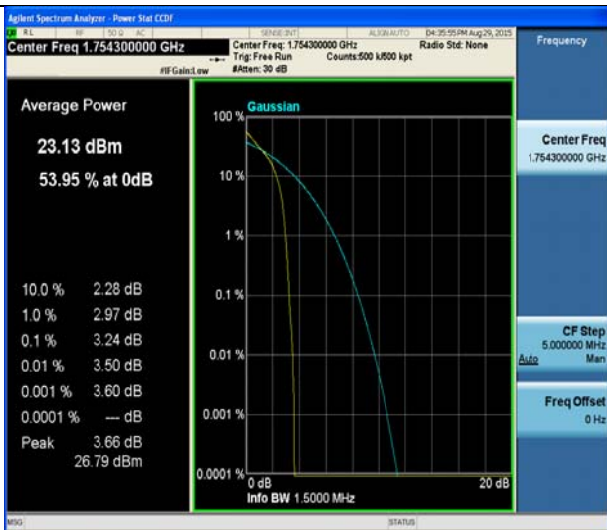 Agilent Spectrum Analyzer - Power Stat CCDF
RL RF 50 Ω AC SENSE:INT ALIGNAUTO 04:35:55PM Aug 29, 2015
Center Freq 1.754300000 GHz
Center Freq: 1.754300000 GHz Radio Std: None
Trig: Free Run Counts:500 k/500 kpt
#IFGain:Low #Atten: 30 dB
Frequency
Average Power
23.13 dBm
53.95 % at 0dB
10.0 % 2.28 dB
1.0 % 2.97 dB
0.1 % 3.24 dB
0.01 % 3.50 dB
0.001 % 3.60 dB
0.0001 % --- dB
Peak 3.66 dB
26.79 dBm
Gaussian
100 %
10 %
1 %
0.1 %
0.01 %
0.001 %
0.0001 %
0 dB 20 dB
Info BW 1.5000 MHz
Center Freq
1.754300000 GHz
CF Step
5.000000 MHz
Auto Man
Freq Offset
0 Hz
MSG STATUS